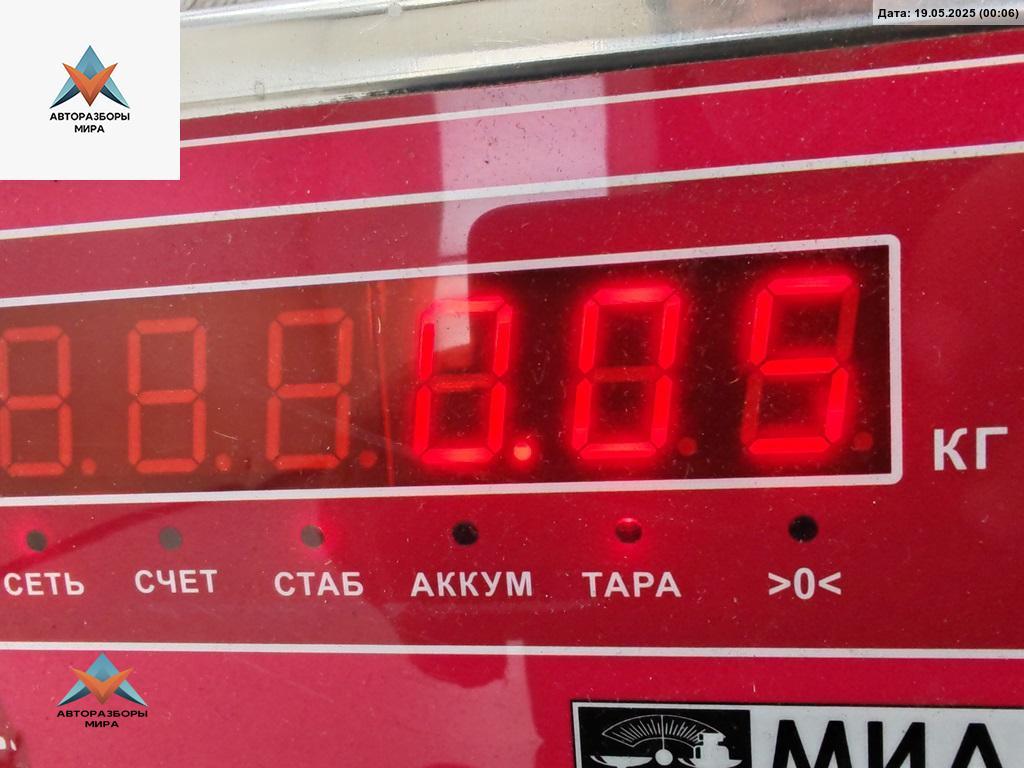 Дата: 19.05.2025 (00:06)
АВТОРАЗБОРЫ
МИРА
0.05
КГ
СЕТЬ СЧЕТ СТАБ АККУМ ТАРА >0<
АВТОРАЗБОРЫ
МИРА